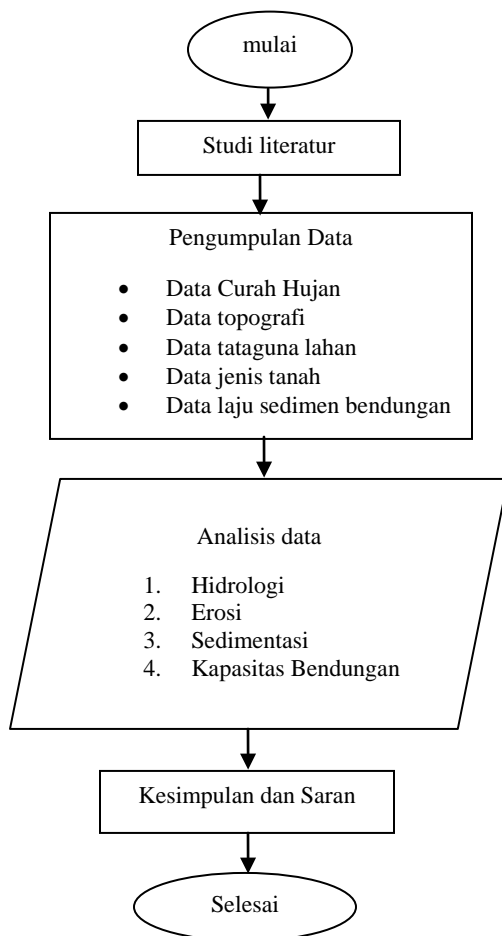 mulai
Studi literatur
Pengumpulan Data
• Data Curah Hujan
• Data topografi
• Data tataguna lahan
• Data jenis tanah
• Data laju sedimen bendungan
Analisis data
1. Hidrologi
2. Erosi
3. Sedimentasi
4. Kapasitas Bendungan
Kesimpulan dan Saran
Selesai